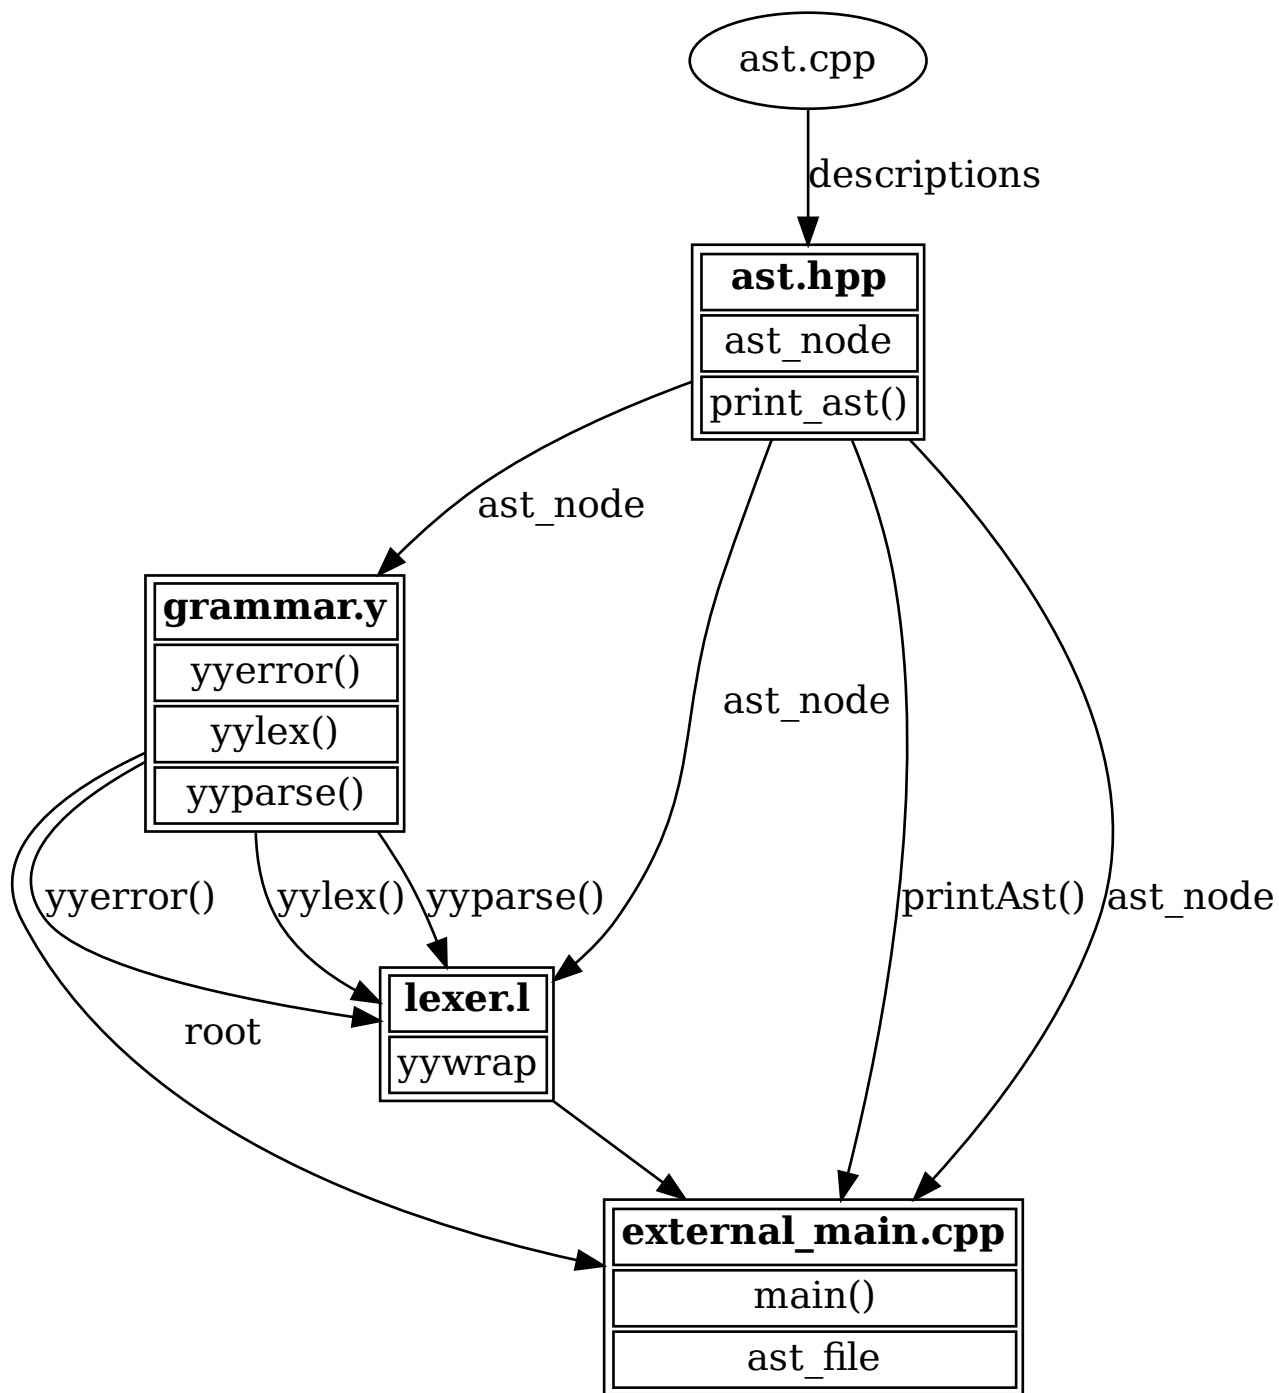 ast.cpp
descriptions
ast.hpp
ast_node
print_ast()
ast_node
grammar.y
yyerror()
yylex()
yyparse()
ast_node
yyerror()
yylex()
yyparse()
printAst()
ast_node
lexer.l
yywrap
root
external_main.cpp
main()
ast_file